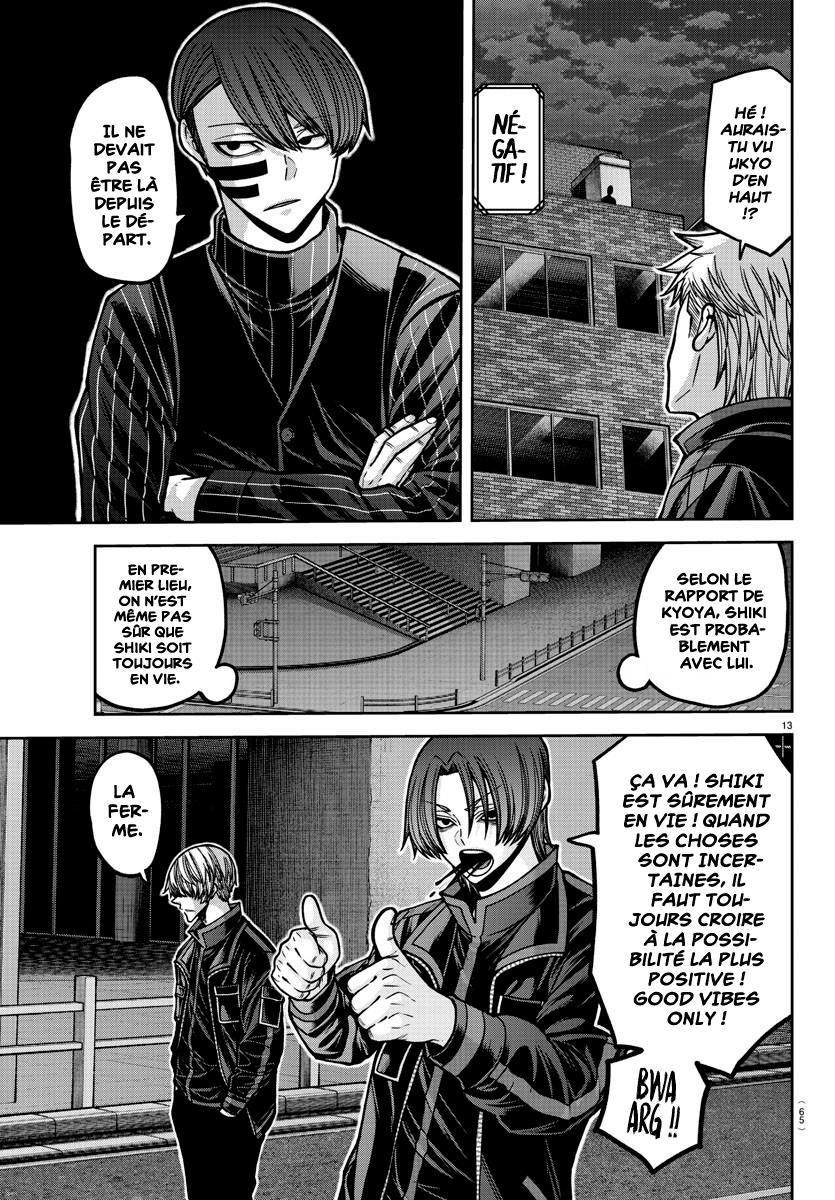 HÉ !
AURAIS-
TU VU
UKYO
D'EN
HAUT
!?
NÉ-
GA-
TIF !
IL NE
DEVAIT
PAS
ÊTRE LÀ
DEPUIS
LE DÉ-
PART.
SELON LE
RAPPORT DE
KYOYA, SHIKI
EST PROBA-
BLEMENT
AVEC LUI.
EN PRE-
MIER LIEU,
ON N'EST
MÊME PAS
SÛR QUE
SHIKI SOIT
TOUJOURS
EN VIE.
13
ÇA VA ! SHIKI
EST SÛREMENT
EN VIE ! QUAND
LES CHOSES
SONT INCER-
TAINES, IL
FAUT TOU-
JOURS CROIRE
À LA POSSI-
BILITÉ LA PLUS
POSITIVE !
GOOD VIBES
ONLY !
BWA
ARG !!
LA
FER-
ME.
(65)